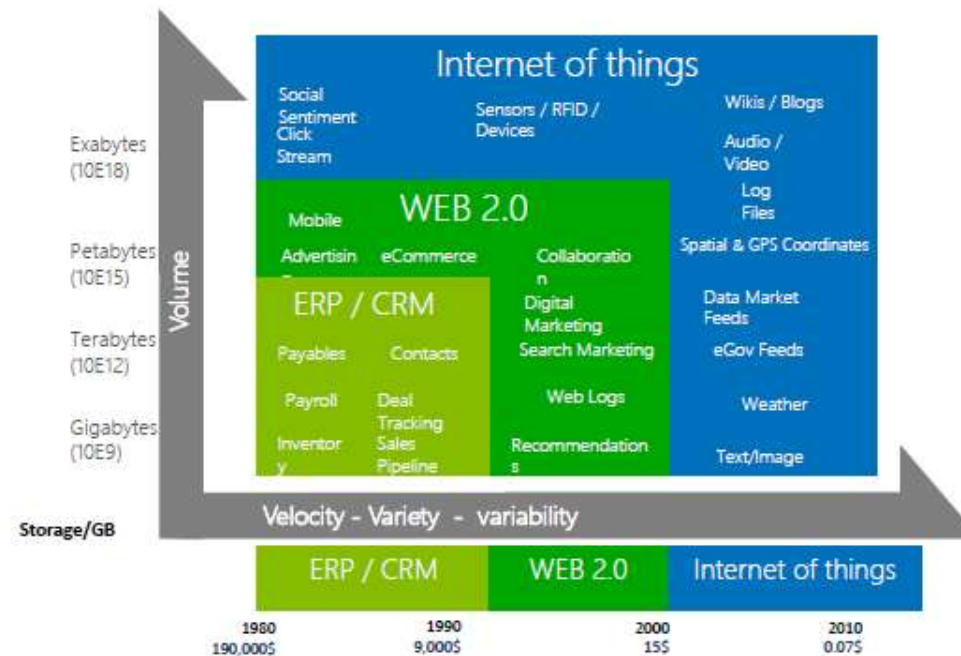 Internet of things
Social
Sentiment
Click
Stream
Sensors / RFID /
Devices
Wikis / Blogs
Audio /
Video
Log
Files
Spatial & GPS Coordinates
Data Market
Feeds
eGov Feeds
Weather
Text/Image
WEB 2.0
Mobile
Advertisin
eCommerce
Collaboratio
n
Digital
Marketing
Search Marketing
Web Logs
Recommendation
s
ERP / CRM
Payables
Contacts
Payroll
Deal
Tracking
Inventor
y
Sales
Pipeline
Exabytes
(10E18)
Petabytes
(10E15)
Terabytes
(10E12)
Gigabytes
(10E9)
Volume
Velocity - Variety - variability
Storage/GB
ERP / CRM
WEB 2.0
Internet of things
1980
190,000$
1990
9,000$
2000
15$
2010
0.07$